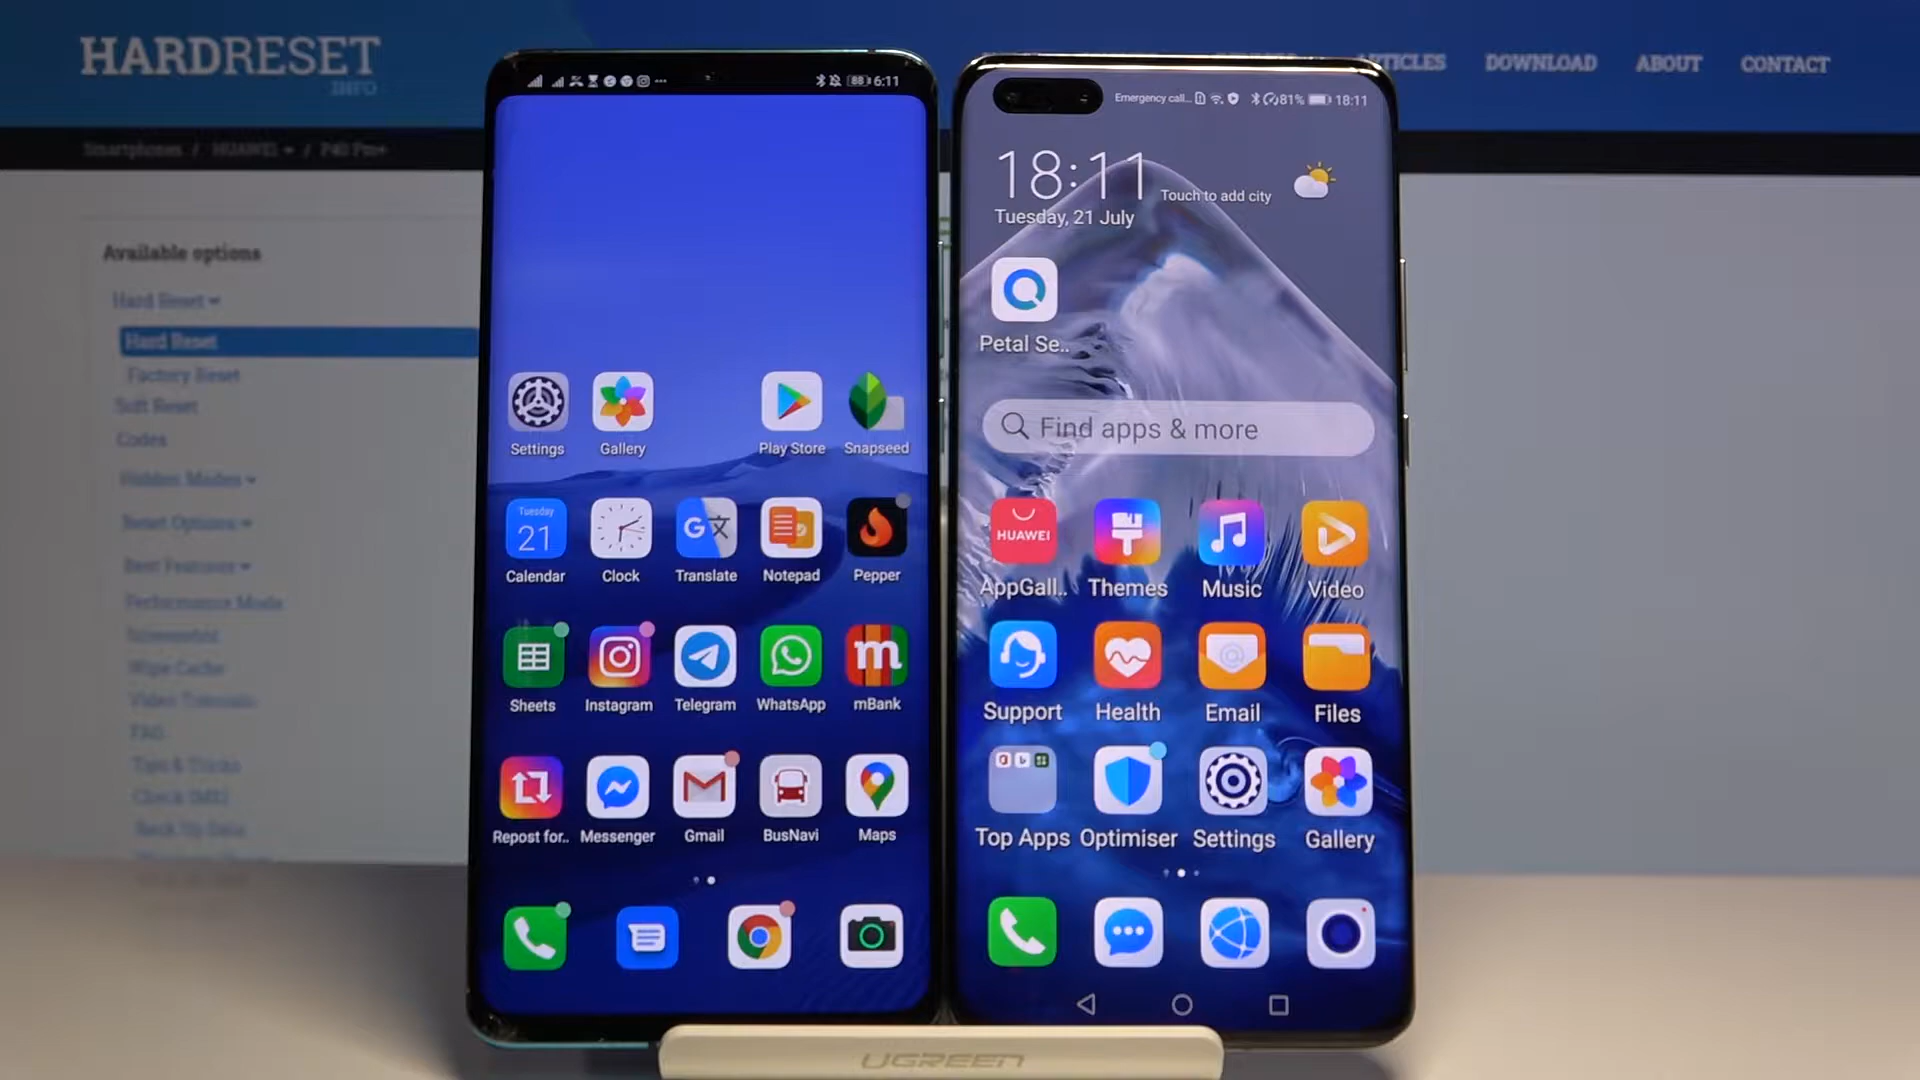 HARDRESET
INFO
ARTICLES
DOWNLOAD
ABOUT
CONTACT
Smartphones / HUAWEI / P40 Pro+
Available options
Hard Reset
Hard Reset
Factory Reset
Soft Reset
Codes
Hidden Modes
Reset Options
Best Features
Performance Mode
Screenshot
Wipe Cache
Video Tutorials
FAQ
Tips & Tricks
Check IMEI
Back Up Data
88 6:11
Settings
Gallery
Play Store
Snapseed
Tuesday
21
Calendar
Clock
G
Translate
Notepad
Pepper
Sheets
Instagram
Telegram
WhatsApp
m
mBank
Repost for..
Messenger
Gmail
BusNavi
Maps
Emergency call... 81% 18:11
18:11
Touch to add city
Tuesday, 21 July
Petal Se..
Find apps & more
HUAWEI
AppGall..
Themes
Music
Video
Support
Health
@
Email
Files
Top Apps
Optimiser
Settings
Gallery
UGREEN